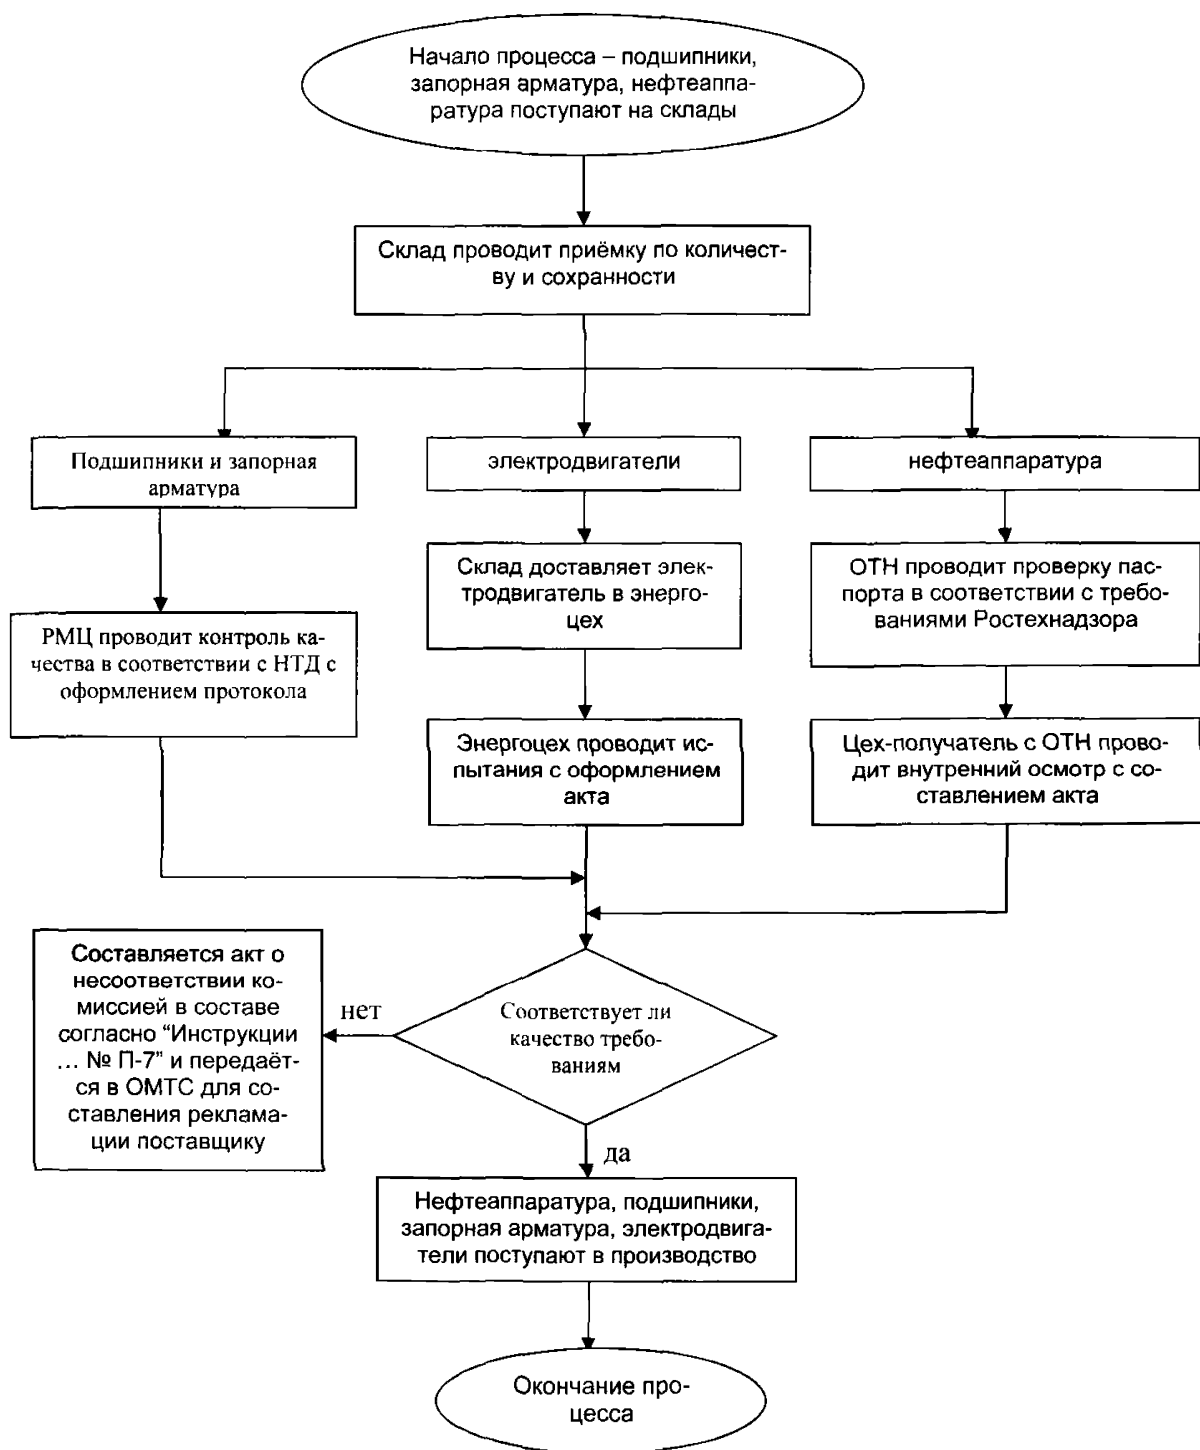 Начало процесса – подшипники,
запорная арматура, нефтеаппа-
ратура поступают на склады
Склад проводит приёмку по количест-
ву и сохранности
Подшипники и запорная
арматура
электродвигатели
нефтеаппаратура
Склад доставляет элек-
тродвигатель в энерго-
цех
ОТН проводит проверку пас-
порта в соответствии с требо-
ваниями Ростехнадзора
РМЦ проводит контроль ка-
чества в соответствии с НТД с
оформлением протокола
Энергоцех проводит ис-
пытания с оформлением
акта
Цех-получатель с ОТН прово-
дит внутренний осмотр с со-
ставлением акта
Составляется акт о
несоответствии ко-
миссией в составе
согласно “Инструкции
… № П-7” и передаёт-
ся в ОМТС для со-
ставления реклама-
ции поставщику
нет
Соответствует ли
качество требо-
ваниям
да
Нефтеаппаратура, подшипники,
запорная арматура, электродвига-
тели поступают в производство
Окончание про-
цесса